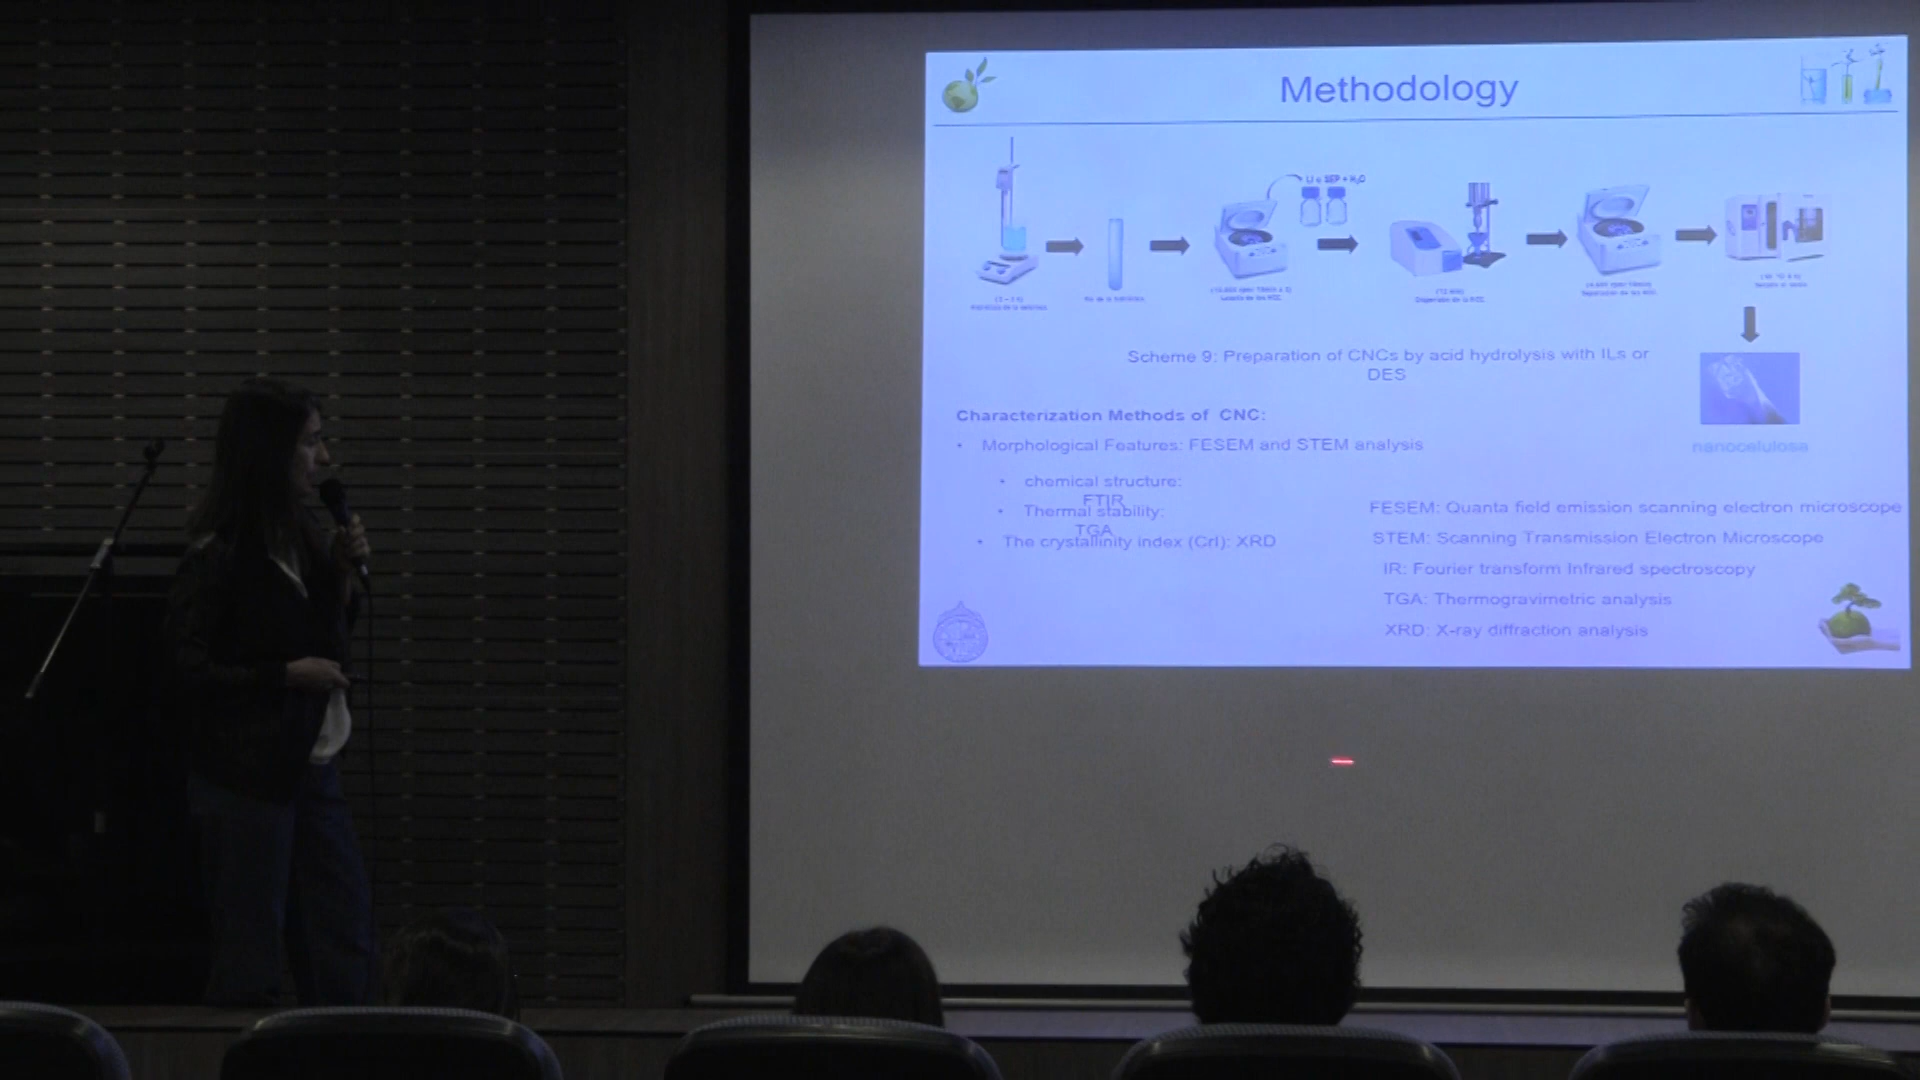 Methodology
Scheme 9: Preparation of CNCs by acid hydrolysis with ILs or
DES
Characterization Methods of CNC:
• Morphological Features: FESEM and STEM analysis
nanocelulosa
• chemical structure:
FTIR
• Thermal stability:
TGA
• The crystallinity index (CrI): XRD
FESEM: Quanta field emission scanning electron microscope
STEM: Scanning Transmission Electron Microscope
IR: Fourier transform Infrared spectroscopy
TGA: Thermogravimetric analysis
XRD: X-ray diffraction analysis